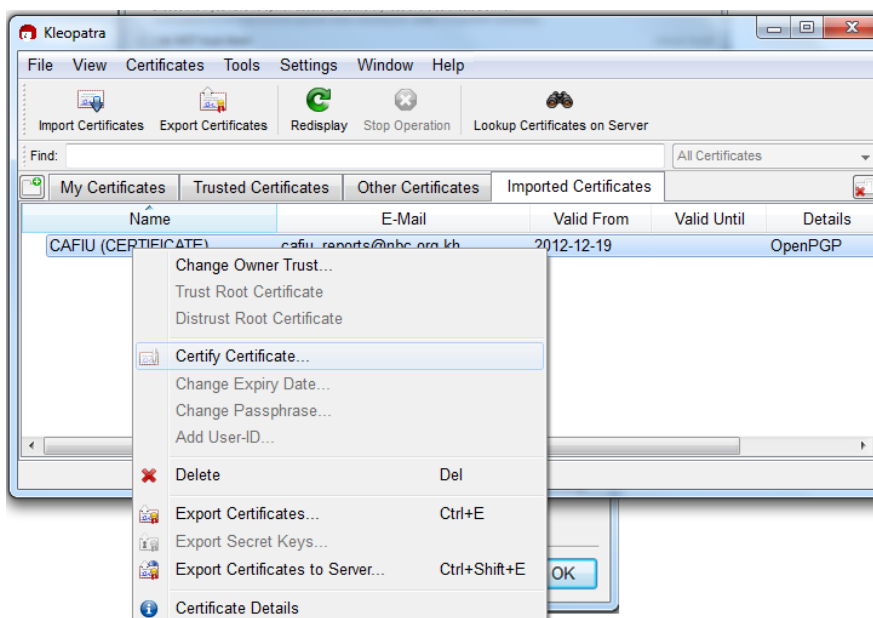 Kleopatra
File View Certificates Tools Settings Window Help
Import Certificates Export Certificates Redisplay Stop Operation Lookup Certificates on Server
Find: All Certificates
My Certificates Trusted Certificates Other Certificates Imported Certificates
Name E-Mail Valid From Valid Until Details
CAFIU (CERTIFICATE) cafiu_reports@nbc.org.kh 2012-12-19 OpenPGP
Change Owner Trust...
Trust Root Certificate
Distrust Root Certificate
Certify Certificate...
Change Expiry Date...
Change Passphrase...
Add User-ID...
Delete Del
Export Certificates... Ctrl+E
Export Secret Keys...
Export Certificates to Server... Ctrl+Shift+E
OK
Certificate Details